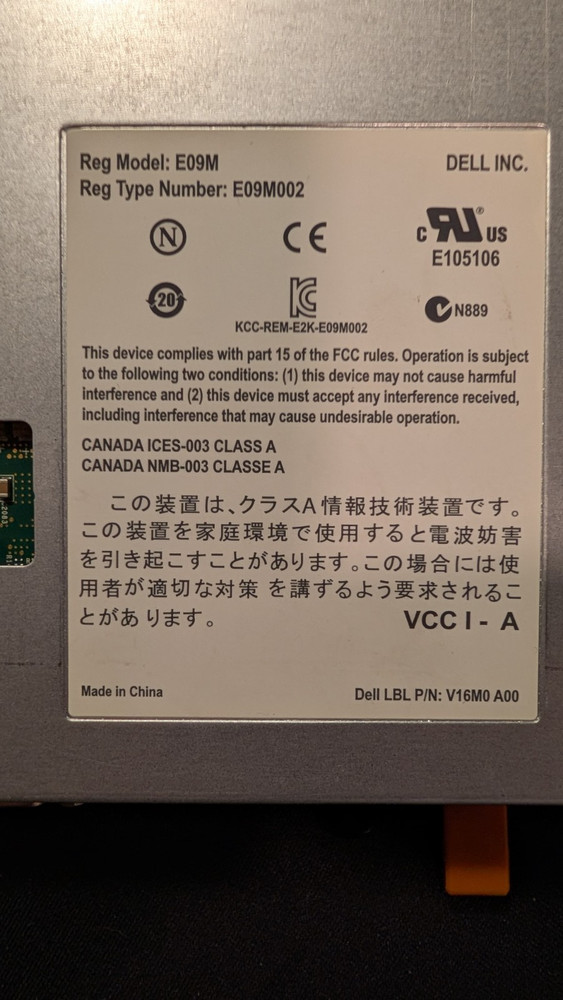 Reg Model: E09M
DELL INC.
Reg Type Number: E09M002
N
CE
C RU ® US
E105106
20
KCC-REM-E2K-E09M002
N889
This device complies with part 15 of the FCC rules. Operation is subject
to the following two conditions: (1) this device may not cause harmful
interference and (2) this device must accept any interference received,
including interference that may cause undesirable operation.
CANADA ICES-003 CLASS A
CANADA NMB-003 CLASSE A
この装置は、クラスA情報技術装置です。
この装置を家庭環境で使用すると電波妨害
を引き起こすことがあります。この場合には使
用者が適切な対策 を講ずるよう要求されるこ
とがあ ります。
VCC I - A
Made in China
Dell LBL P/N: V16M0 A00